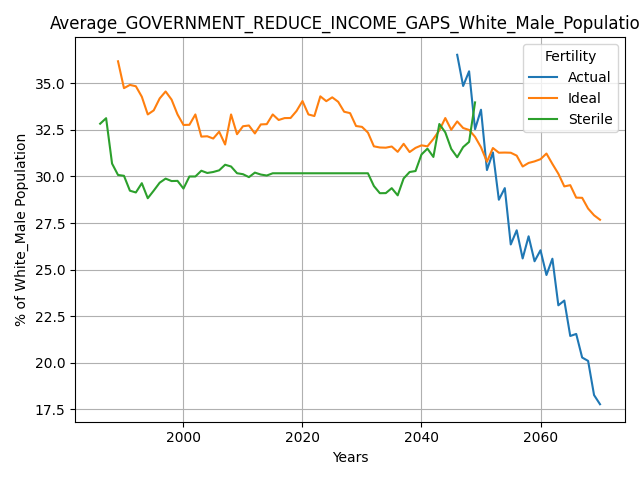 Average_GOVERNMENT_REDUCE_INCOME_GAPS_White_Male_Populatio
Fertility
Actual
Ideal
Sterile
% of White_Male Population
35.0
32.5
30.0
27.5
25.0
22.5
20.0
17.5
2000 2020 2040 2060
Years